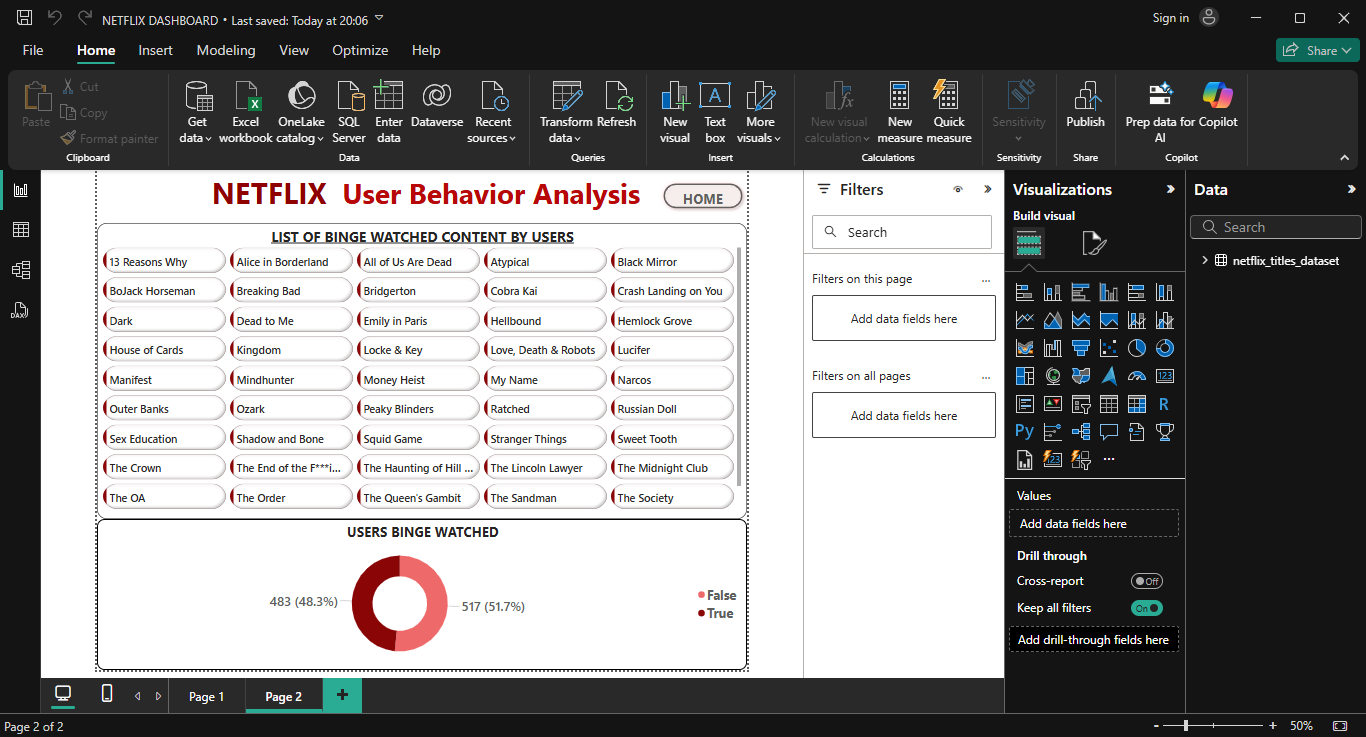 NETFLIX DASHBOARD • Last saved: Today at 20:06
Sign in
File Home Insert Modeling View Optimize Help
Share
Paste
Cut
Copy
Format painter
Clipboard
Get data
Excel workbook
OneLake catalog
SQL Server
Enter data
Dataverse
Recent sources
Data
Transform data
Refresh
Queries
New visual
A
Text box
More visuals
Insert
New visual calculation
New measure
Quick measure
Calculations
Sensitivity
Sensitivity
Publish
Share
Prep data for AI
Copilot
Copilot
DAX
NETFLIX User Behavior Analysis
HOME
LIST OF BINGE WATCHED CONTENT BY USERS
13 Reasons Why Alice in Borderland All of Us Are Dead Atypical Black Mirror
BoJack Horseman Breaking Bad Bridgerton Cobra Kai Crash Landing on You
Dark Dead to Me Emily in Paris Hellbound Hemlock Grove
House of Cards Kingdom Locke & Key Love, Death & Robots Lucifer
Manifest Mindhunter Money Heist My Name Narcos
Outer Banks Ozark Peaky Blinders Ratched Russian Doll
Sex Education Shadow and Bone Squid Game Stranger Things Sweet Tooth
The Crown The End of the F***i... The Haunting of Hill ... The Lincoln Lawyer The Midnight Club
The OA The Order The Queen's Gambit The Sandman The Society
USERS BINGE WATCHED
483 (48.3%)
517 (51.7%)
False
True
Filters
Search
Filters on this page ...
Add data fields here
Filters on all pages ...
Add data fields here
Visualizations
Build visual
123
R
Py
123
...
Values
Add data fields here
Drill through
Cross-report Off
Keep all filters On
Add drill-through fields here
Data
Search
netflix_titles_dataset
Page 1 Page 2 +
Page 2 of 2
- + 50%